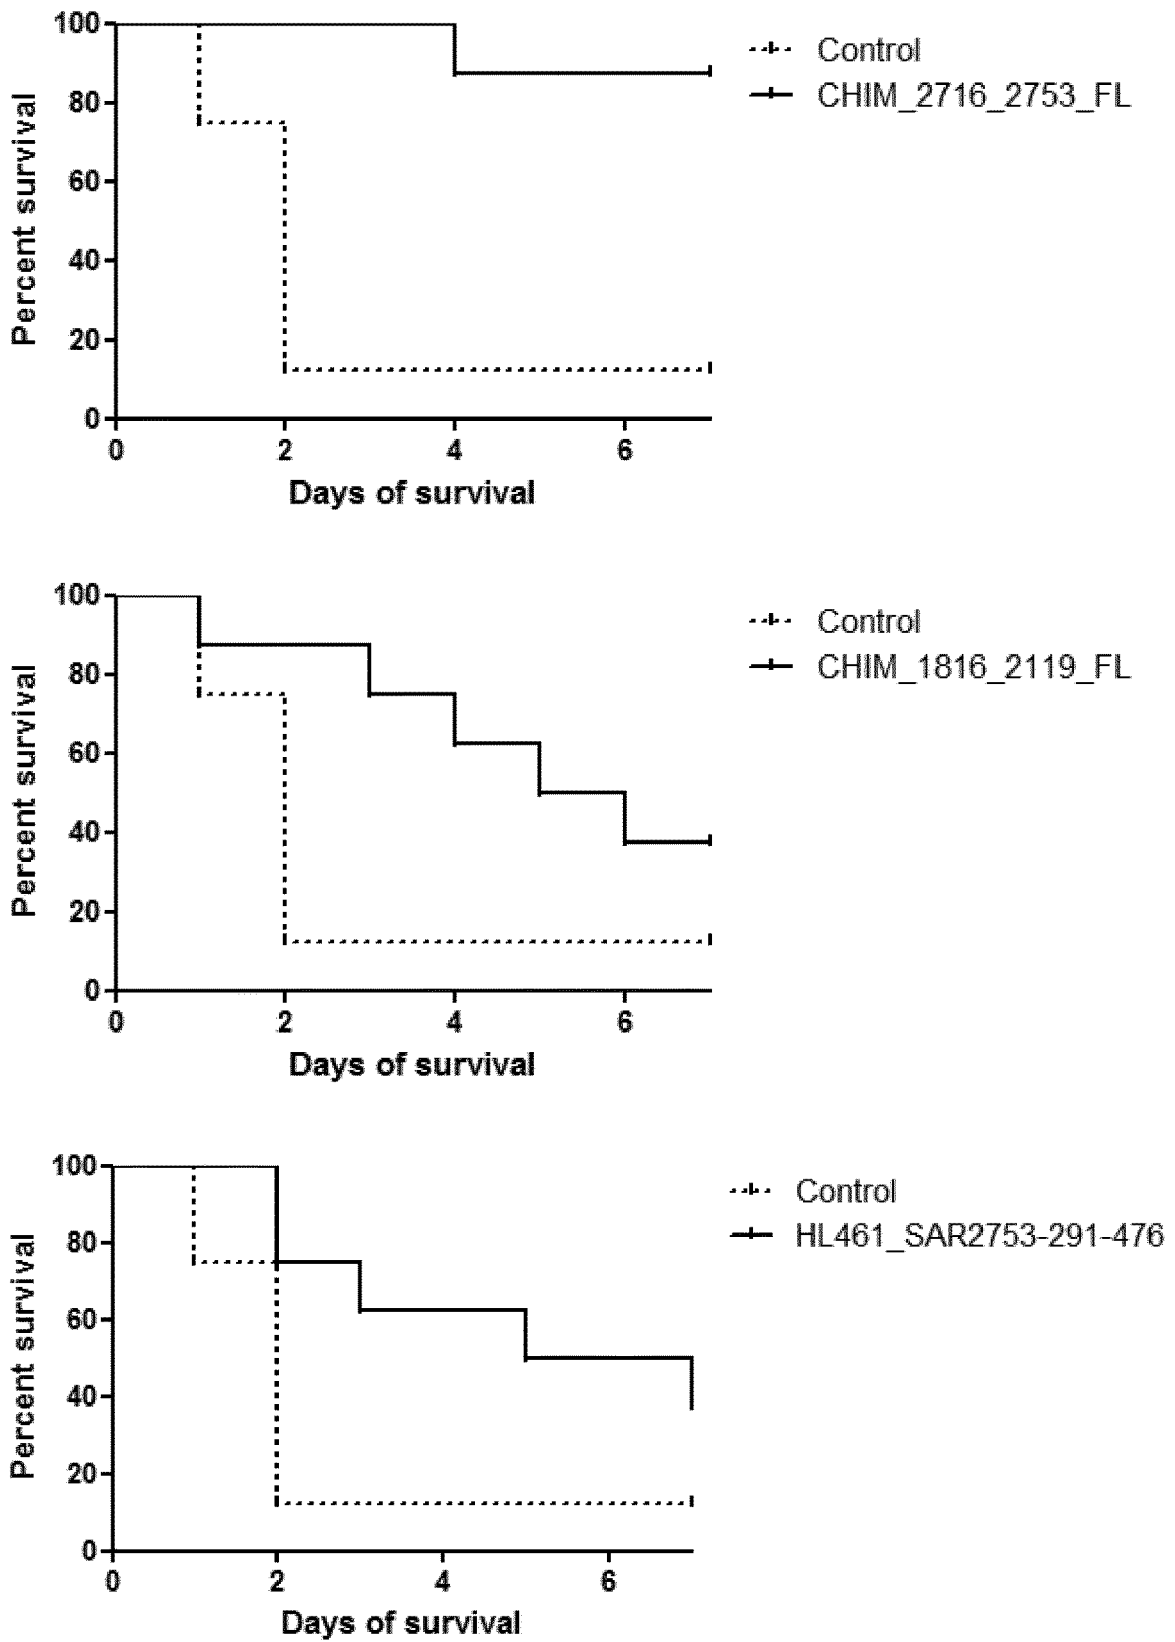 Percent survival
100
80
60
40
20
0
0 2 4 6
Days of survival
Control
CHIM_2716_2753_FL
Percent survival
100
80
60
40
20
0
0 2 4 6
Days of survival
Control
CHIM_1816_2119_FL
Percent survival
100
80
60
40
20
0
0 2 4 6
Days of survival
Control
HL461_SAR2753-291-476